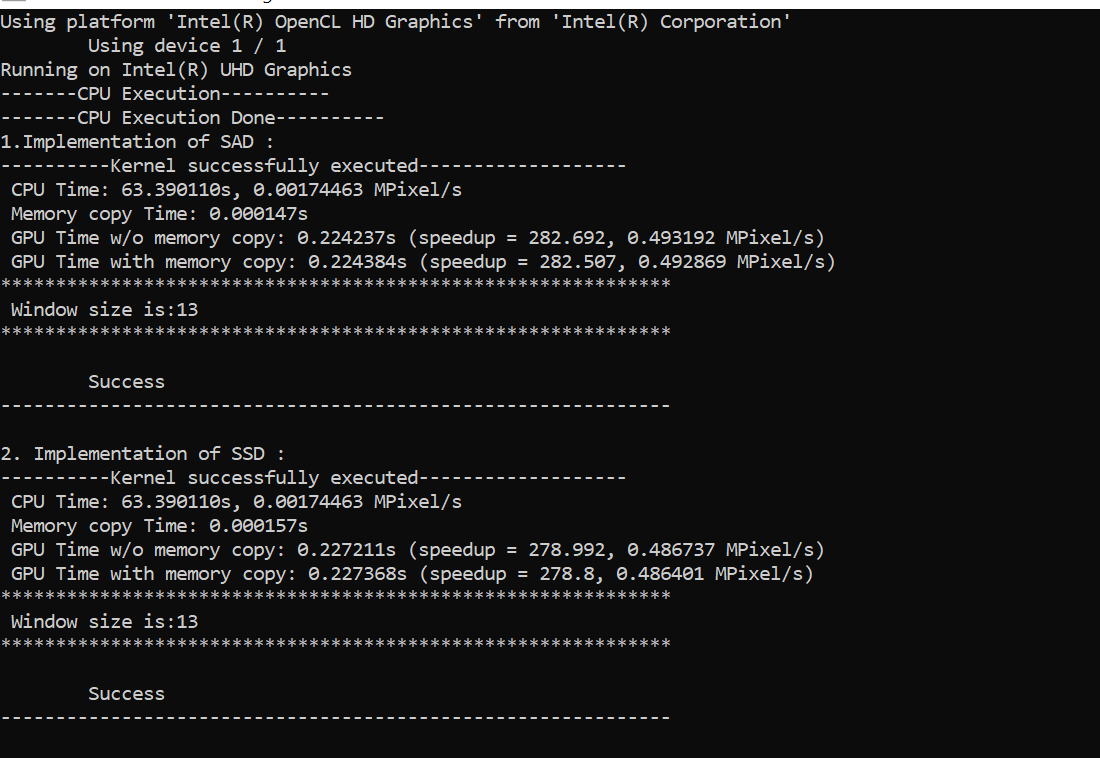 Using platform 'Intel(R) OpenCL HD Graphics' from 'Intel(R) Corporation'
        Using device 1 / 1
Running on Intel(R) UHD Graphics
-------CPU Execution----------
-------CPU Execution Done----------
1.Implementation of SAD :
----------Kernel successfully executed-------------------
 CPU Time: 63.390110s, 0.00174463 MPixel/s
 Memory copy Time: 0.000147s
 GPU Time w/o memory copy: 0.224237s (speedup = 282.692, 0.493192 MPixel/s)
 GPU Time with memory copy: 0.224384s (speedup = 282.507, 0.492869 MPixel/s)
*************************************************************
 Window size is:13
*************************************************************
        Success
-------------------------------------------------------------
2. Implementation of SSD :
----------Kernel successfully executed-------------------
 CPU Time: 63.390110s, 0.00174463 MPixel/s
 Memory copy Time: 0.000157s
 GPU Time w/o memory copy: 0.227211s (speedup = 278.992, 0.486737 MPixel/s)
 GPU Time with memory copy: 0.227368s (speedup = 278.8, 0.486401 MPixel/s)
*************************************************************
 Window size is:13
*************************************************************
        Success
-------------------------------------------------------------